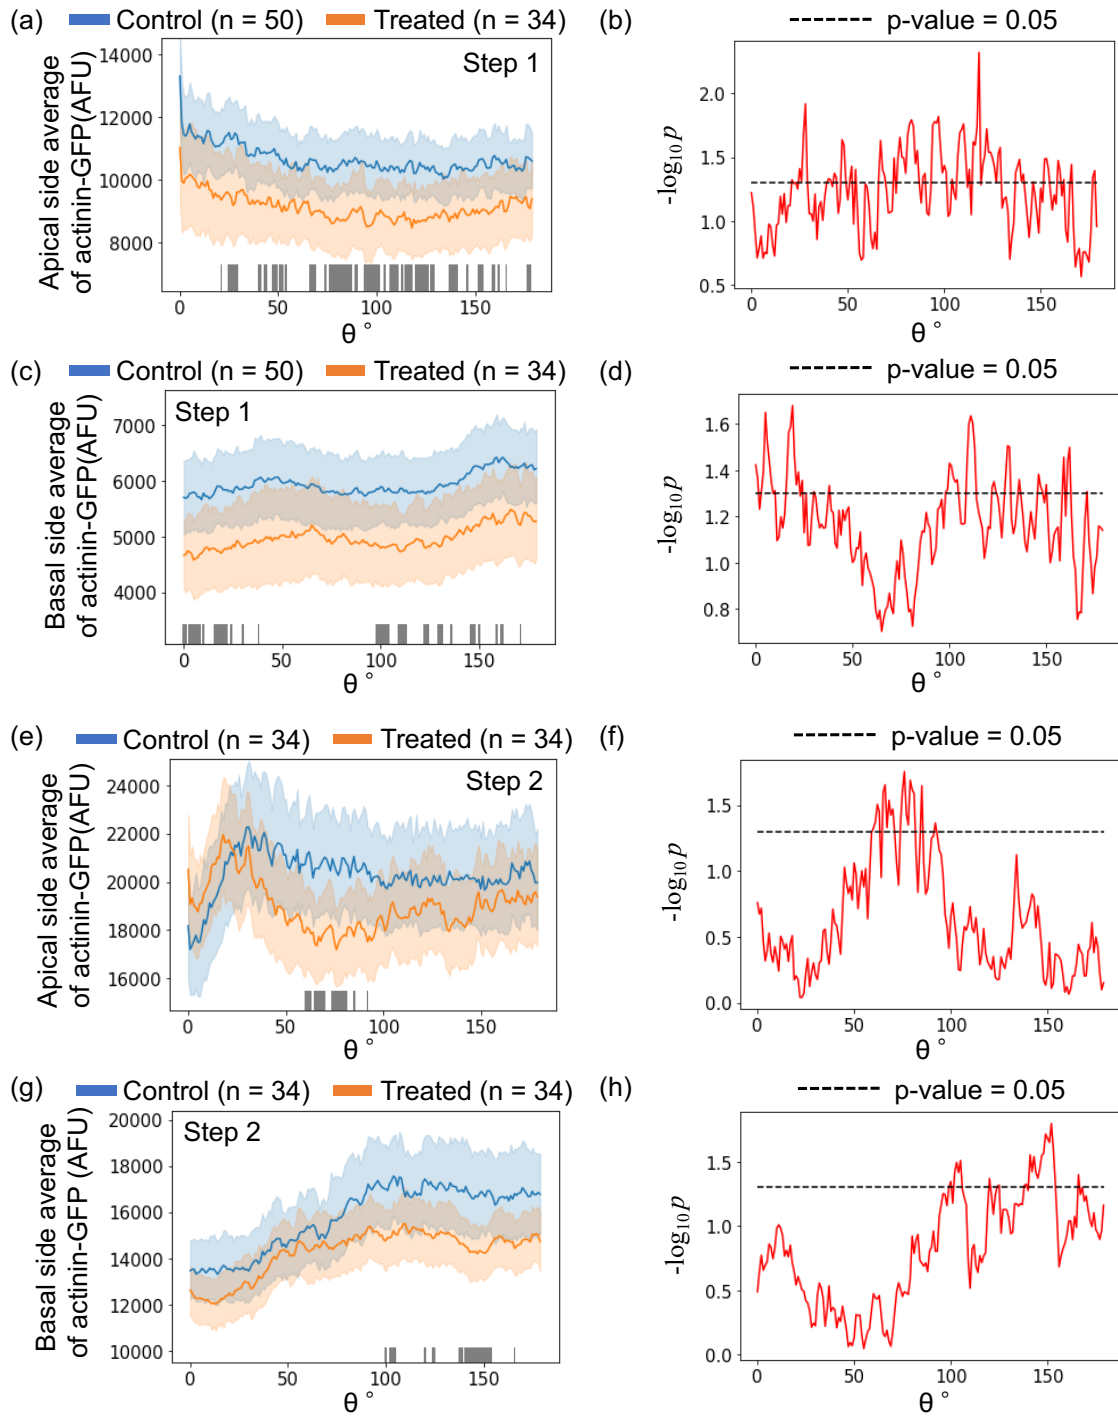 (a) Control (n = 50) Treated (n = 34)
Step 1
Apical side average
of actinin-GFP(AFU)
14000
12000
10000
8000
0 50 100 150
θ °
(b) p-value = 0.05
-log10 p
2.0
1.5
1.0
0.5
0 50 100 150
θ °
(c) Control (n = 50) Treated (n = 34)
Step 1
Basal side average
of actinin-GFP(AFU)
7000
6000
5000
4000
0 50 100 150
θ °
(d) p-value = 0.05
-log10 p
1.6
1.4
1.2
1.0
0.8
0 50 100 150
θ °
(e) Control (n = 34) Treated (n = 34)
Step 2
Apical side average
of actinin-GFP(AFU)
24000
22000
20000
18000
16000
0 50 100 150
θ °
(f) p-value = 0.05
-log10 p
1.5
1.0
0.5
0.0
0 50 100 150
θ °
(g) Control (n = 34) Treated (n = 34)
Step 2
Basal side average
of actinin-GFP (AFU)
20000
18000
16000
14000
12000
10000
0 50 100 150
θ °
(h) p-value = 0.05
-log10 p
1.5
1.0
0.5
0.0
0 50 100 150
θ °